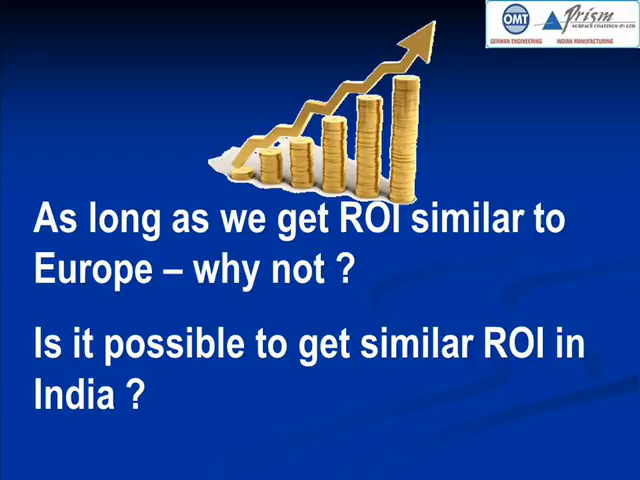 OMT
Prism
SURFACE COATINGS (P) LTD.
GERMAN ENGINEERING
INDIAN MANUFACTURING
As long as we get ROI similar to
Europe – why not ?
Is it possible to get similar ROI in
India ?